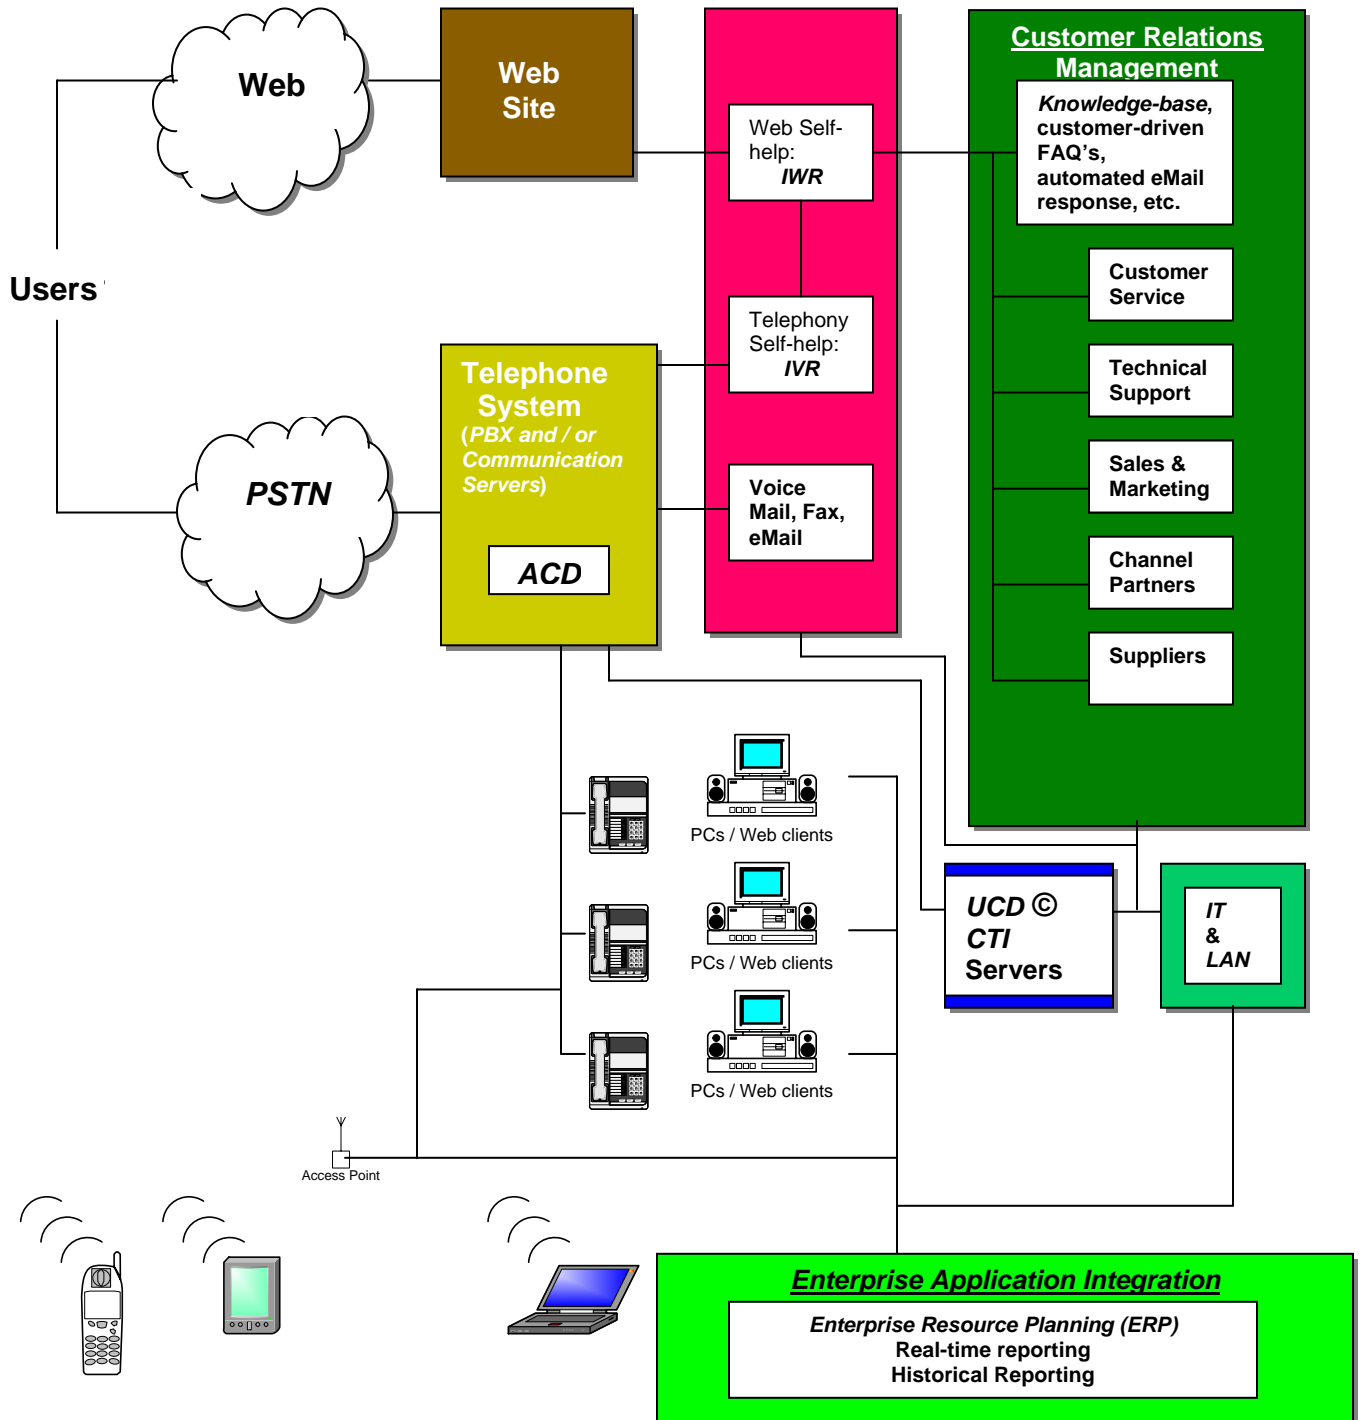 Customer Relations
Management
Web
Web
Site
Knowledge-base,
customer-driven
FAQ's,
automated eMail
response, etc.
Web Self-
help:
IWR
Users
Customer
Service
Telephony
Self-help:
IVR
Telephone
System
(PBX and / or
Communication
Servers)
Technical
Support
PSTN
Voice
Mail, Fax,
eMail
Sales &
Marketing
ACD
Channel
Partners
Suppliers
PCs / Web clients
PCs / Web clients
PCs / Web clients
UCD ©
CTI
Servers
IT
&
LAN
Access Point
Enterprise Application Integration
Enterprise Resource Planning (ERP)
Real-time reporting
Historical Reporting